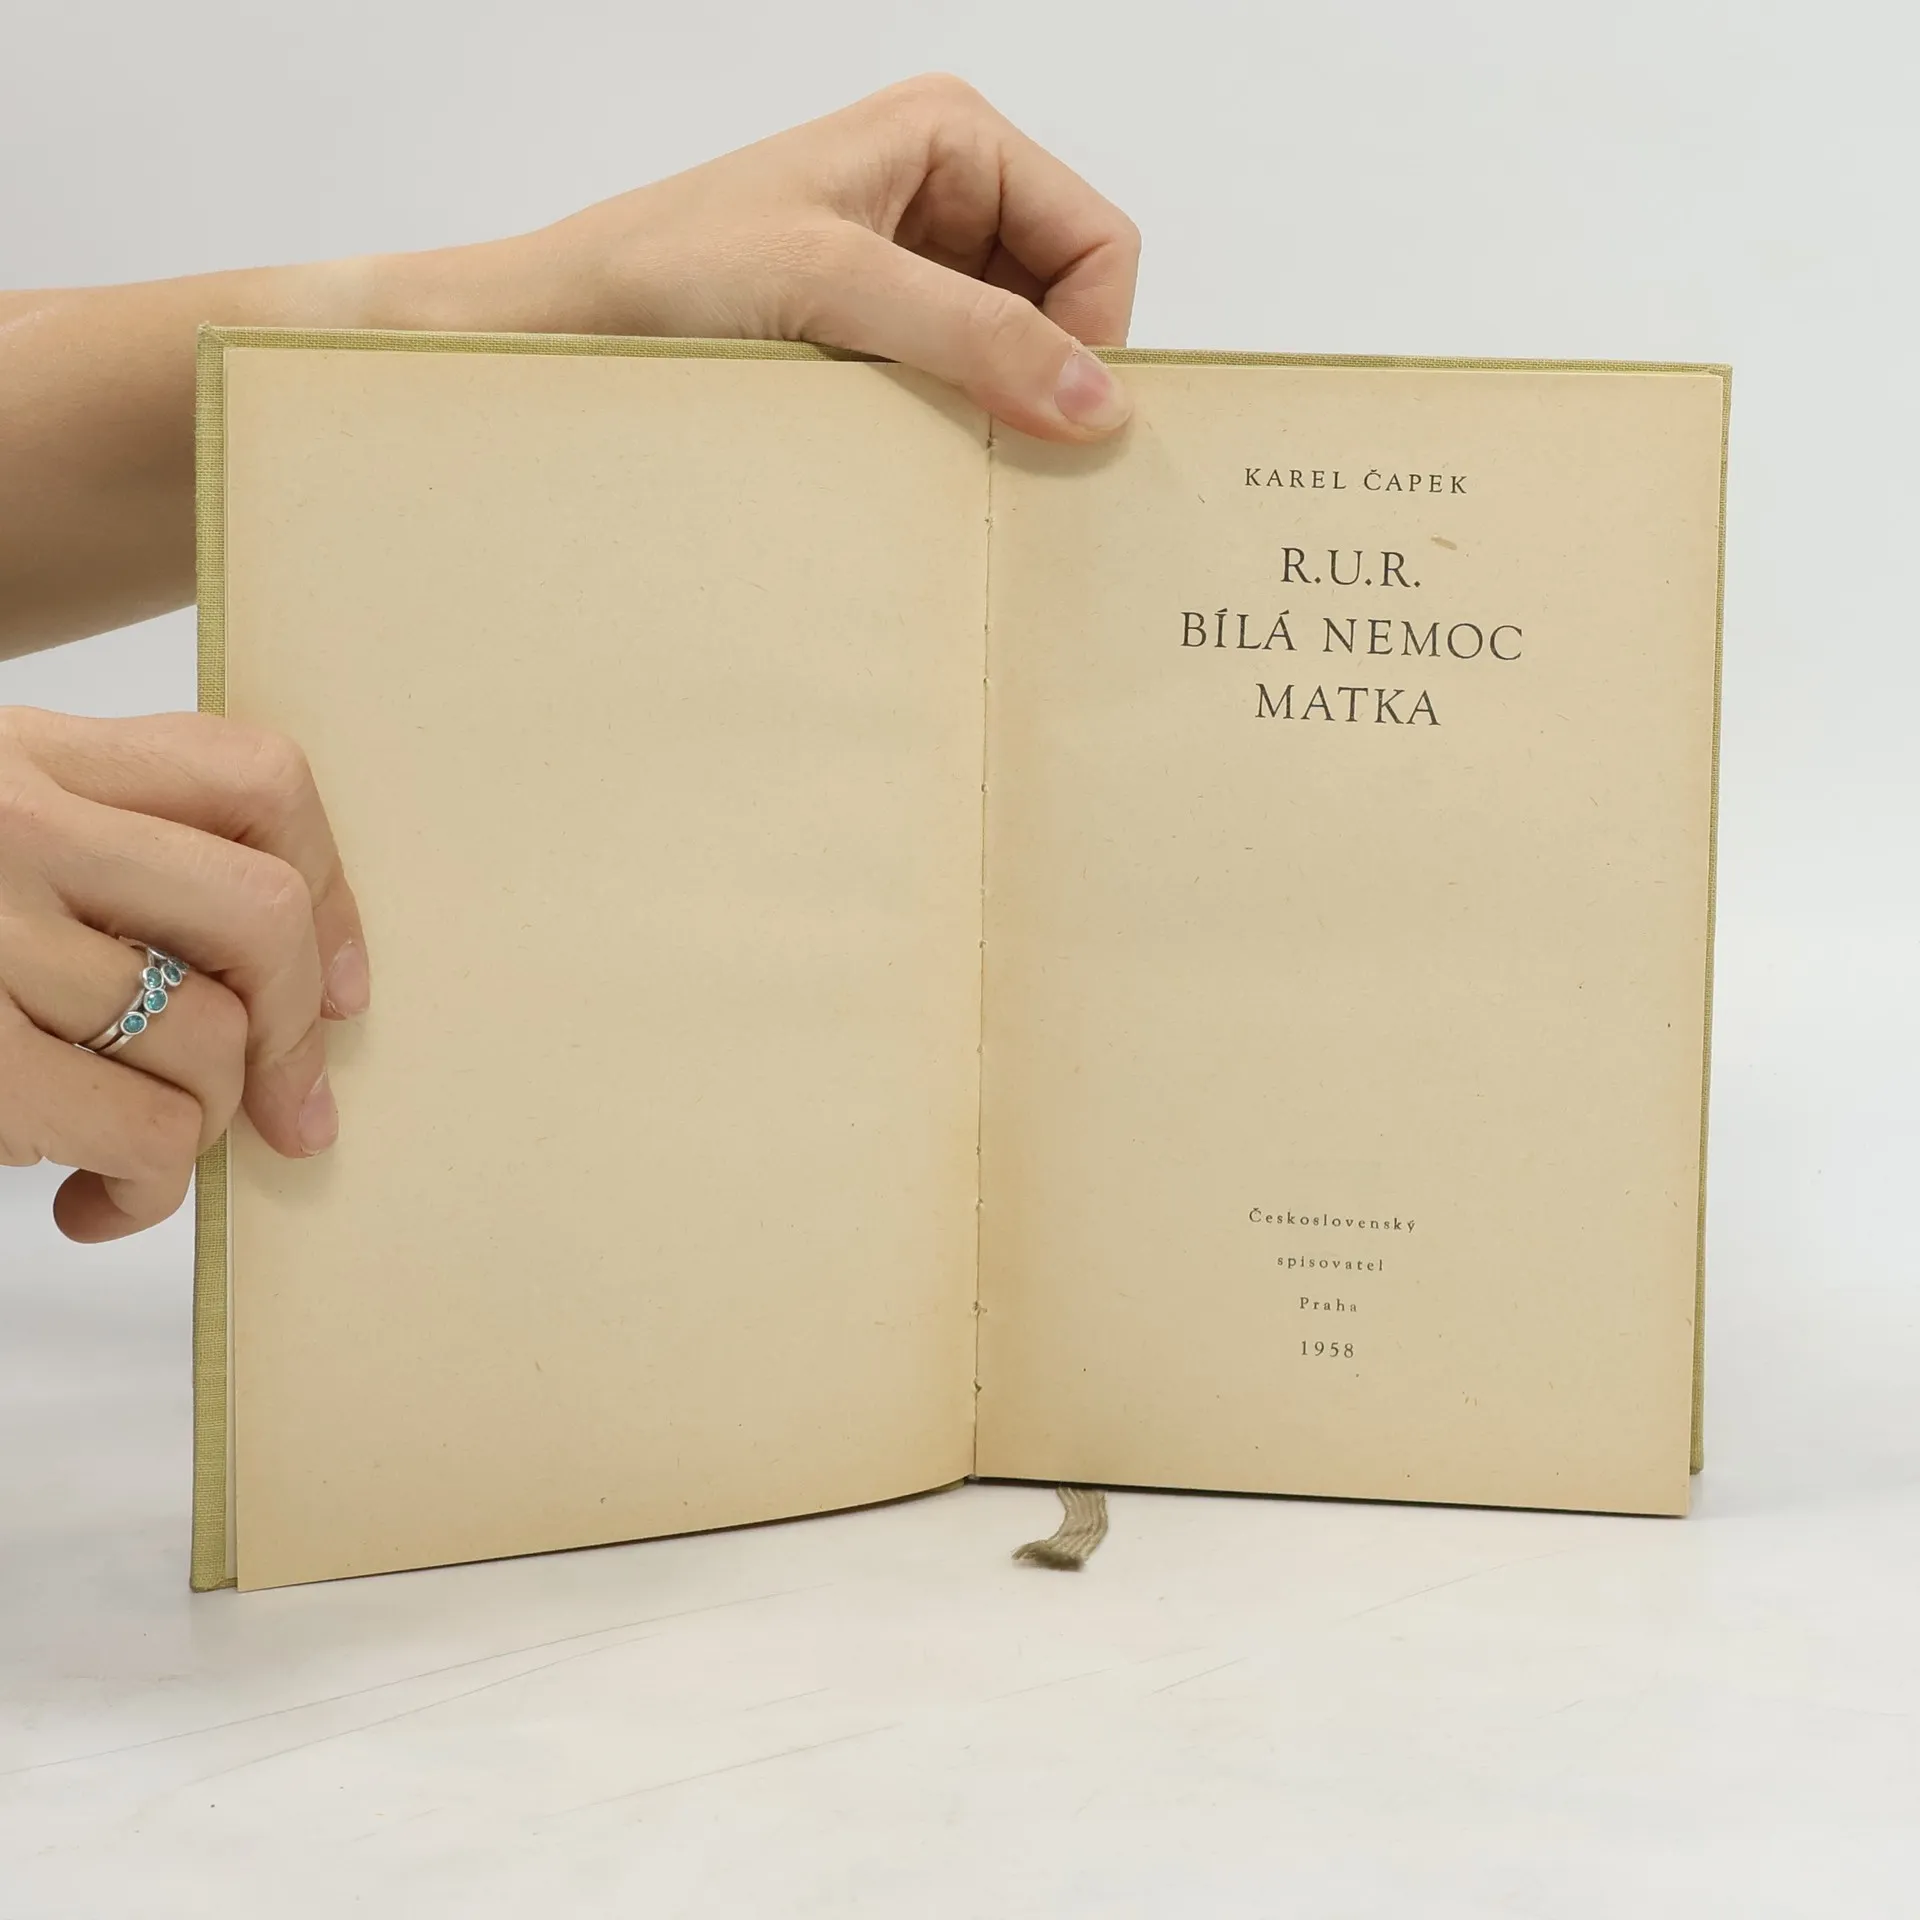 KAREL ČAPEK
R.U.R.
BÍLÁ NEMOC
MATKA
Československý
spisovatel
Praha
1958